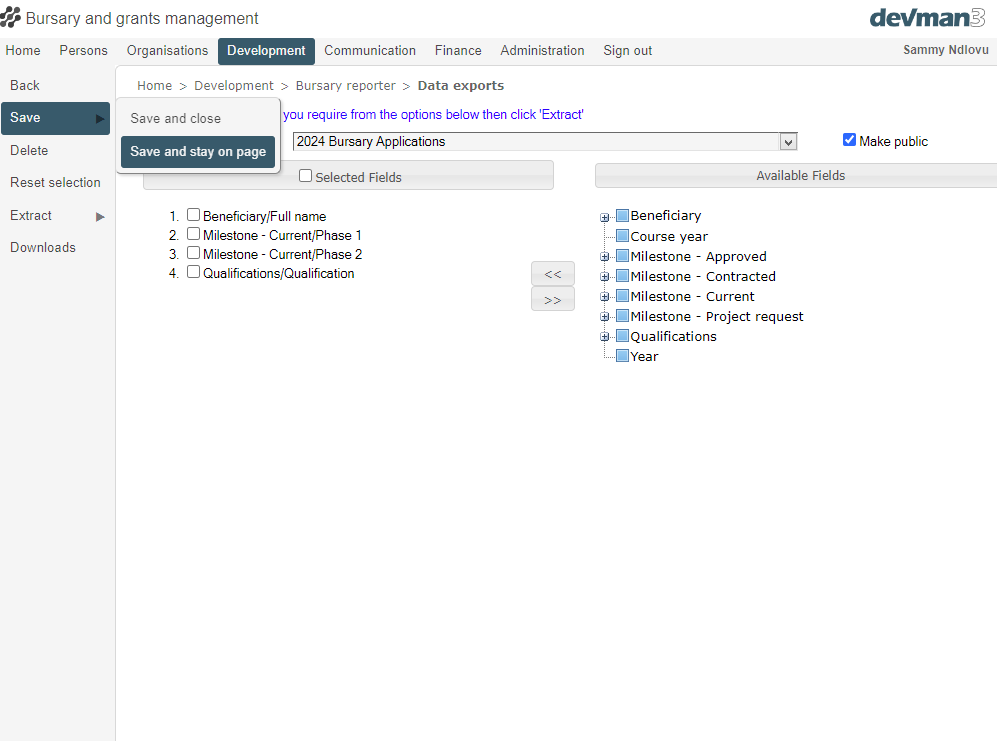 Bursary and grants management
devman3
Home Persons Organisations Development Communication Finance Administration Sign out Sammy Ndlovu
Back
Save
Delete
Reset selection
Extract
Downloads
Home > Development > Bursary reporter > Data exports
Save and close
Save and stay on page
you require from the options below then click 'Extract'
2024 Bursary Applications
Make public
Selected Fields
1. Beneficiary/Full name
2. Milestone - Current/Phase 1
3. Milestone - Current/Phase 2
4. Qualifications/Qualification
<<
>>
Available Fields
Beneficiary
Course year
Milestone - Approved
Milestone - Contracted
Milestone - Current
Milestone - Project request
Qualifications
Year